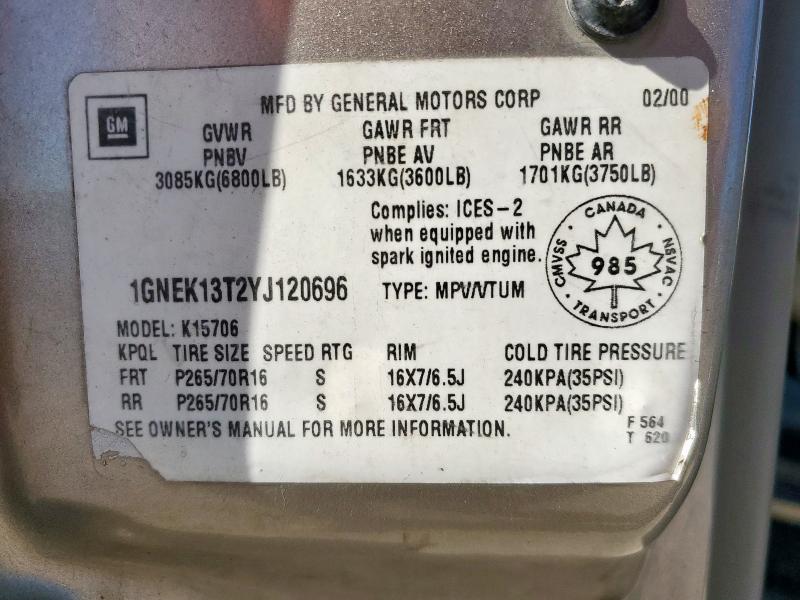 GM
MFD BY GENERAL MOTORS CORP 02/00
GVWR GAWR FRT GAWR RR
PNBV PNBE AV PNBE AR
3085KG(6800LB) 1633KG(3600LB) 1701KG(3750LB)
Complies: ICES-2
when equipped with
spark ignited engine.
CANADA
CMVSS 985 NSVAC
TRANSPORT
1GNEK13T2YJ120696 TYPE: MPV/VTUM
MODEL: K15706
KPQL TIRE SIZE SPEED RTG RIM COLD TIRE PRESSURE
FRT P265/70R16 S 16X7/6.5J 240KPA(35PSI)
RR P265/70R16 S 16X7/6.5J 240KPA(35PSI)
SEE OWNER'S MANUAL FOR MORE INFORMATION.
F 564
T 620